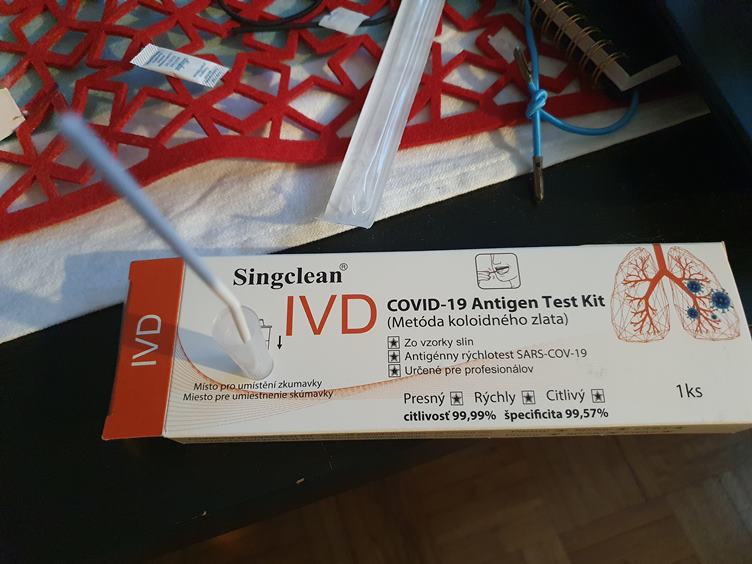 Singclean®
IVD
IVD
COVID-19 Antigen Test Kit
(Metóda koloidného zlata)
Zo vzorky slin
Antigénny rýchlotest SARS-COV-19
Určené pre profesionálov
Místo pro umístění zkumavky
Miesto pre umiestnenie skúmavky
Presný Rýchly Citlivý
citlivosť 99,99% špecificita 99,57%
1ks